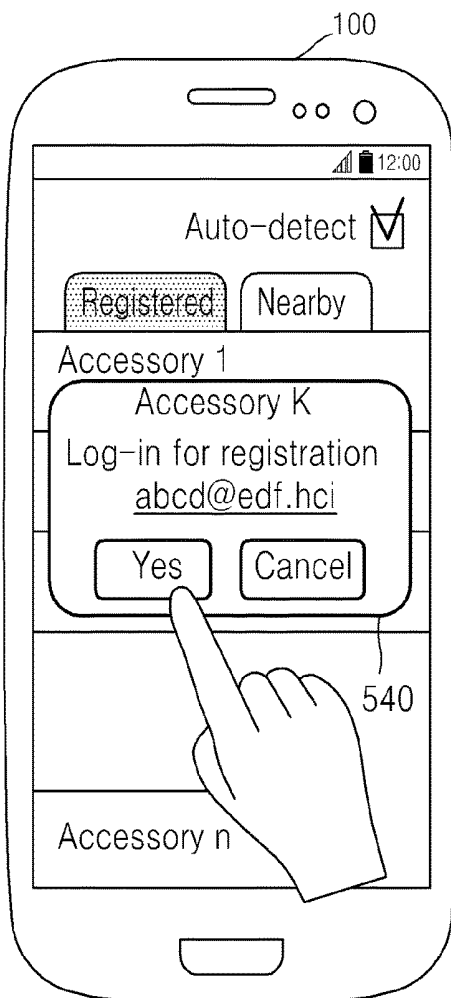 100
12:00
Auto-detect
Registered Nearby
Accessory 1
Accessory K
Log-in for registration
abcd@edf.hci
Yes Cancel
540
Accessory n